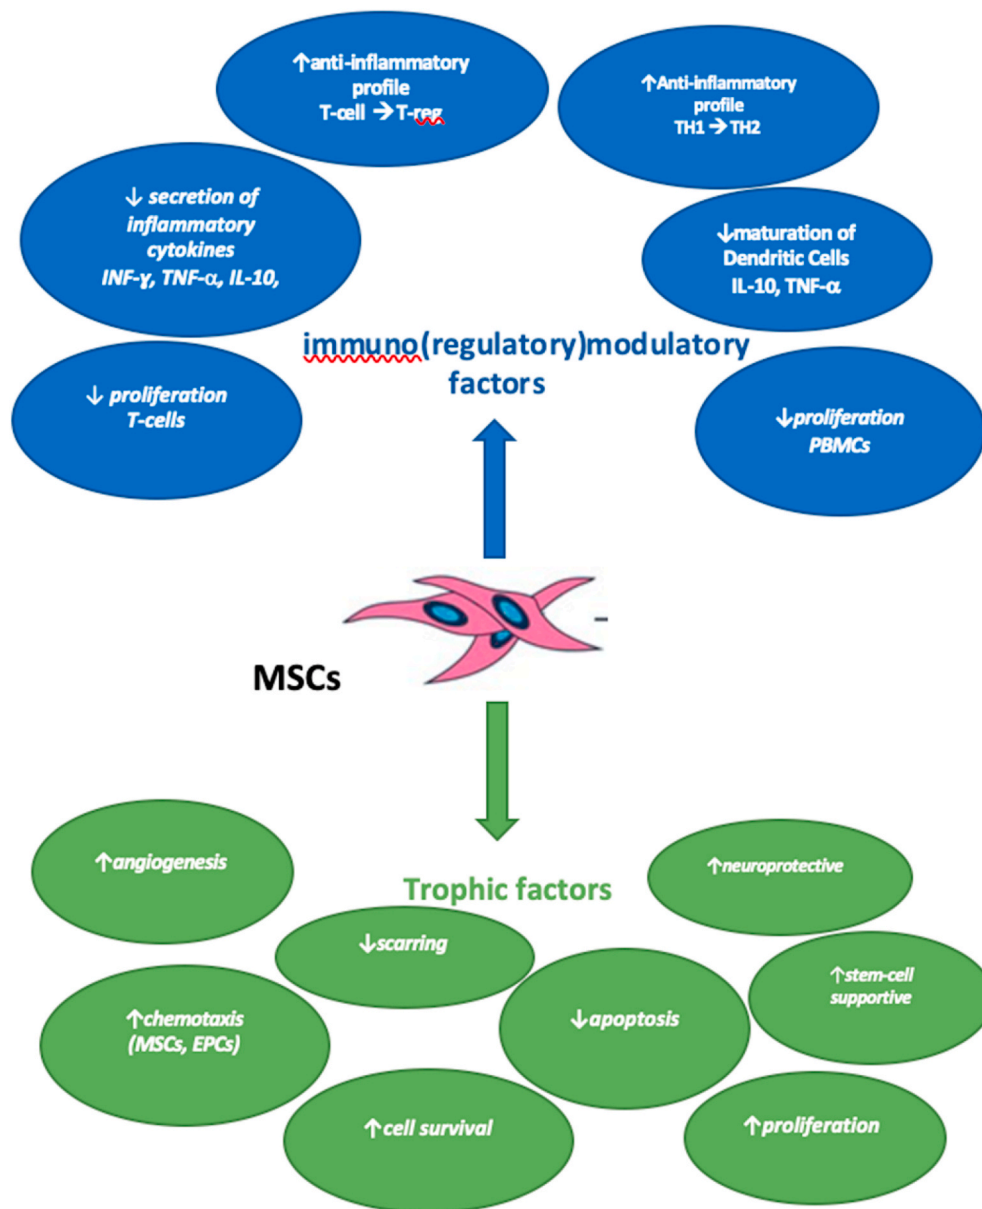 ↑anti-inflammatory
profile
T-cell → T-reg
↑Anti-inflammatory
profile
TH1 → TH2
↓ secretion of
inflammatory
cytokines
INF-ɣ, TNF-α, IL-10,
↓maturation of
Dendritic Cells
IL-10, TNF-α
immuno(regulatory)modulatory
factors
↓ proliferation
T-cells
↓proliferation
PBMCs
MSCs
↑angiogenesis
↑neuroprotective
Trophic factors
↓scarring
↑stem-cell
supportive
↑chemotaxis
(MSCs, EPCs)
↓apoptosis
↑cell survival
↑proliferation